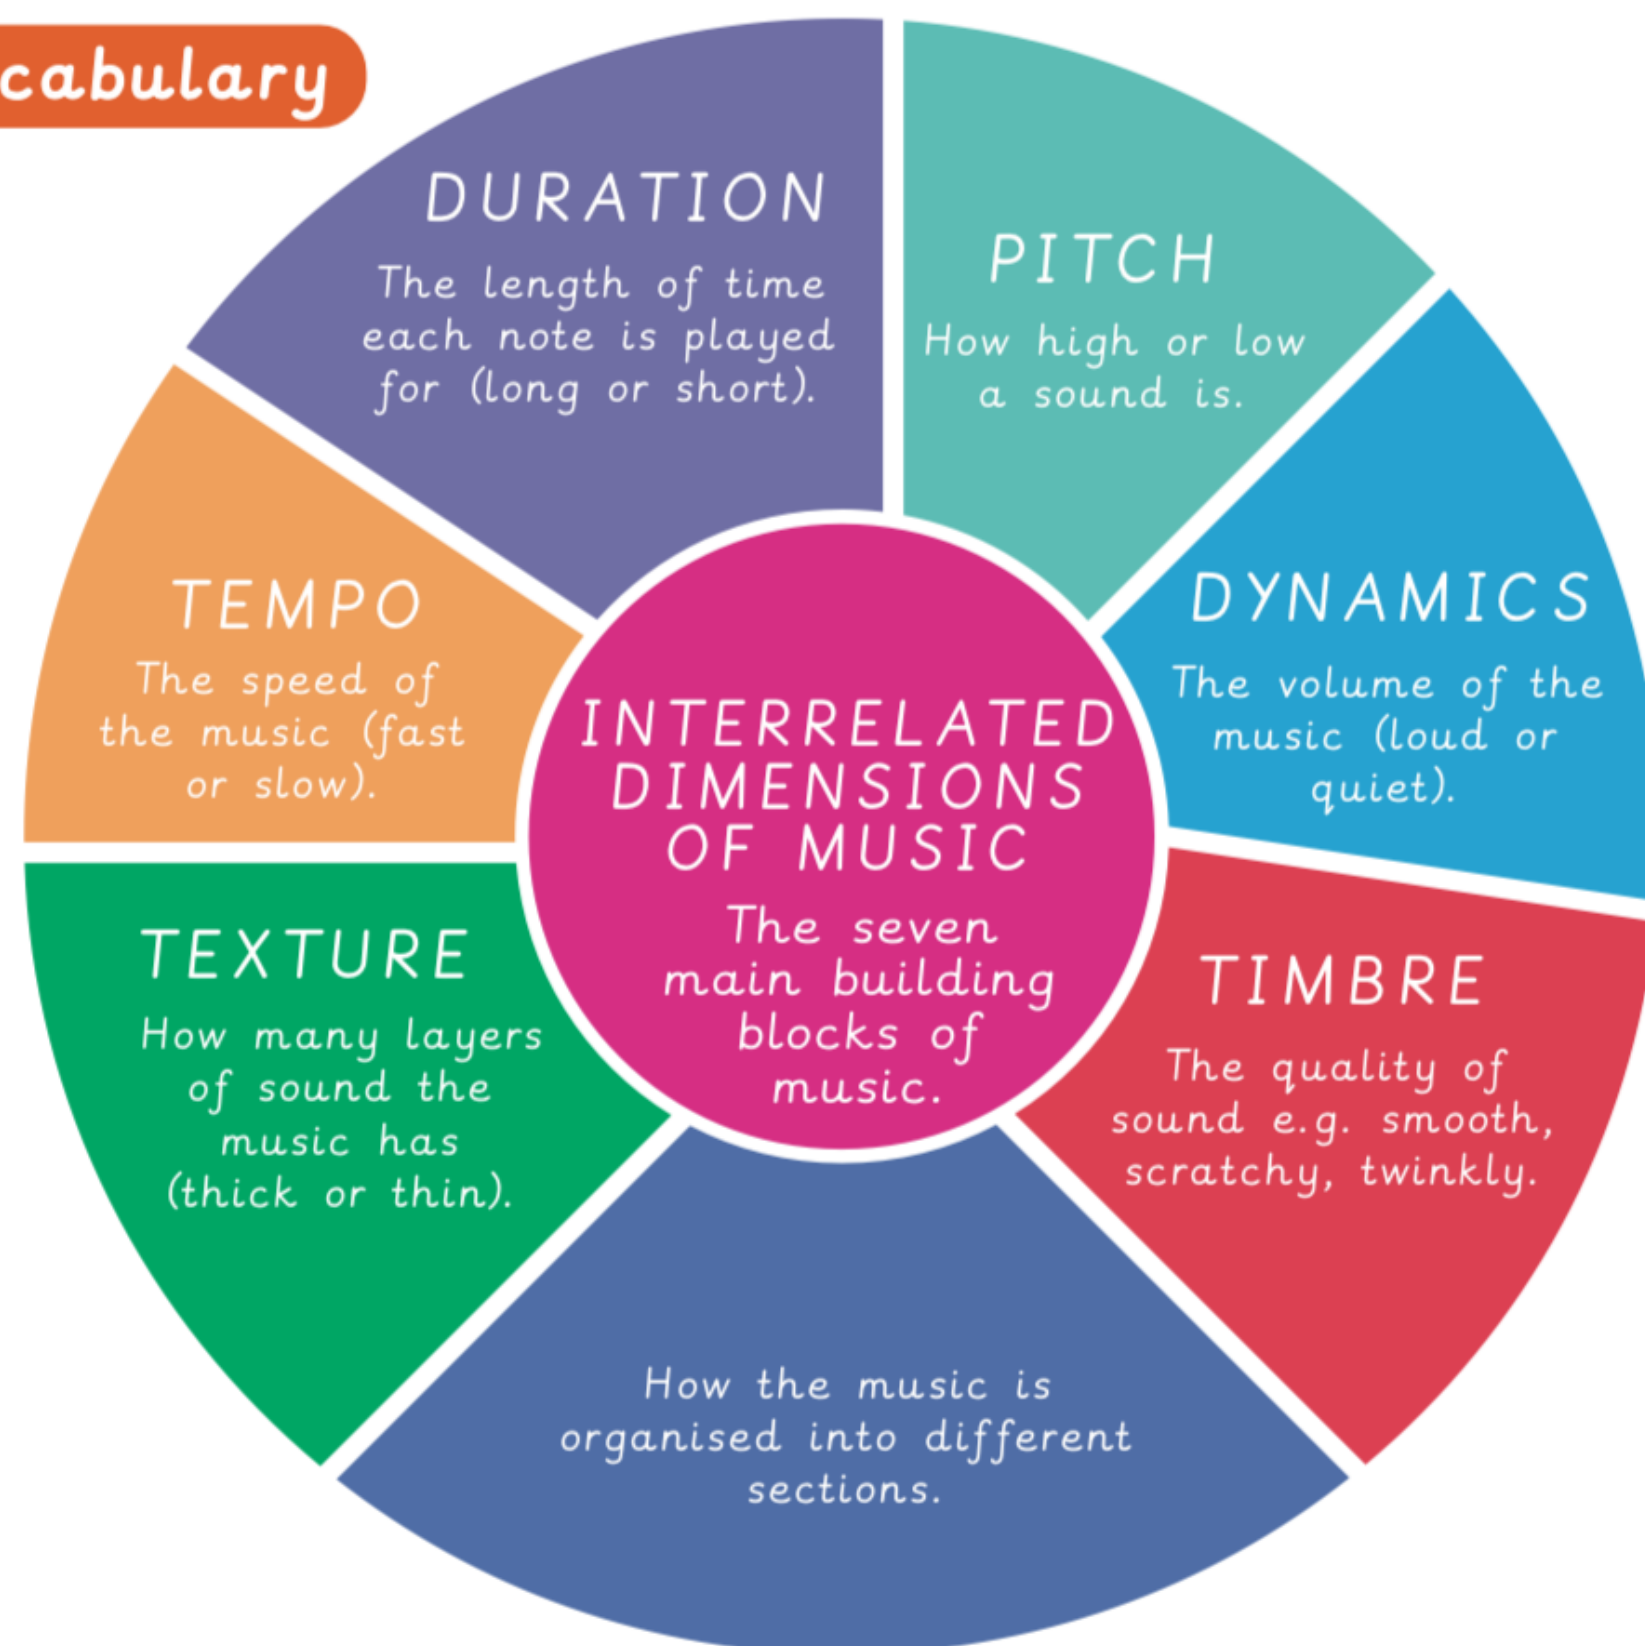 cabulary
DURATION
The length of time
each note is played
for (long or short).
PITCH
How high or low
a sound is.
DYNAMICS
The volume of the
music (loud or
quiet).
TIMBRE
The quality of
sound e.g. smooth,
scratchy, twinkly.
How the music is
organised into different
sections.
TEXTURE
How many layers
of sound the
music has
(thick or thin).
TEMPO
The speed of
the music (fast
or slow).
INTERRELATED
DIMENSIONS
OF MUSIC
The seven
main building
blocks of
music.